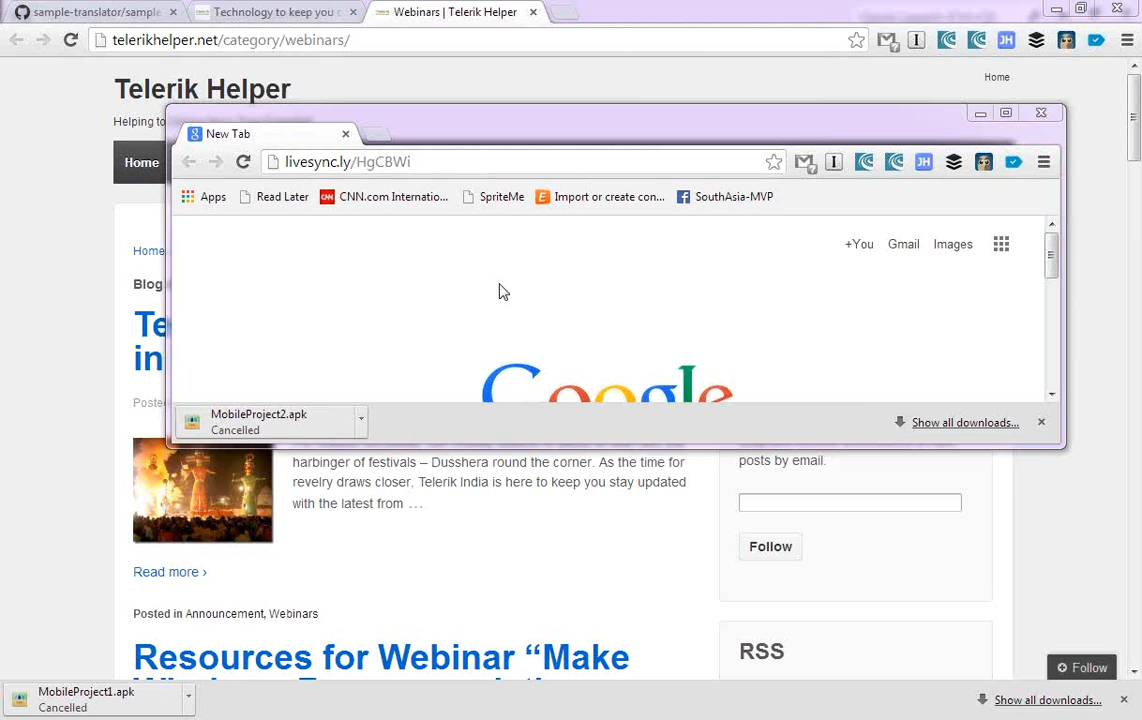 sample-translator/sample
Technology to keep you c
Webinars | Telerik Helper
telerikhelper.net/category/webinars/
Telerik Helper
Home
Helping to
Home
New Tab
livesync.ly/HgCBWi
Apps
Read Later
CNN.com Internatio...
SpriteMe
Import or create con...
SouthAsia-MVP
+You
Gmail
Images
Google
MobileProject2.apk
Cancelled
Show all downloads...
Home
Blog
Te
in
Poste
harbinger of festivals – Dusshera round the corner. As the time for
revelry draws closer, Telerik India is here to keep you stay updated
with the latest from …
Read more ›
Posted in Announcement, Webinars
Resources for Webinar “Make
posts by email.
Follow
RSS
Follow
MobileProject1.apk
Cancelled
Show all downloads...